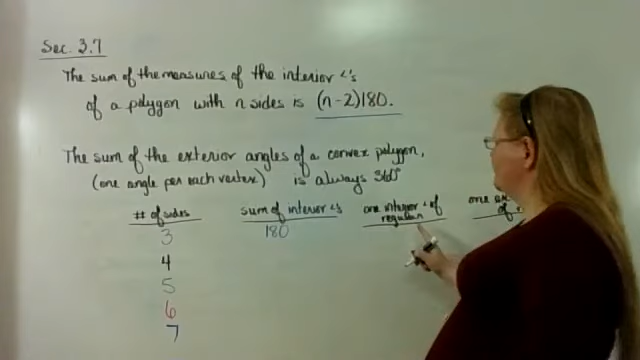 Sec. 3.7
The sum of the measures of the interior <'s
of a polygon with n sides is (n-2)180.
The sum of the exterior angles of a convex polygon,
(one angle per each vertex) is always 360°
# of sides
sum of interior <'s
one interior < of
regular
one ex
of
3
180
4
5
6
7